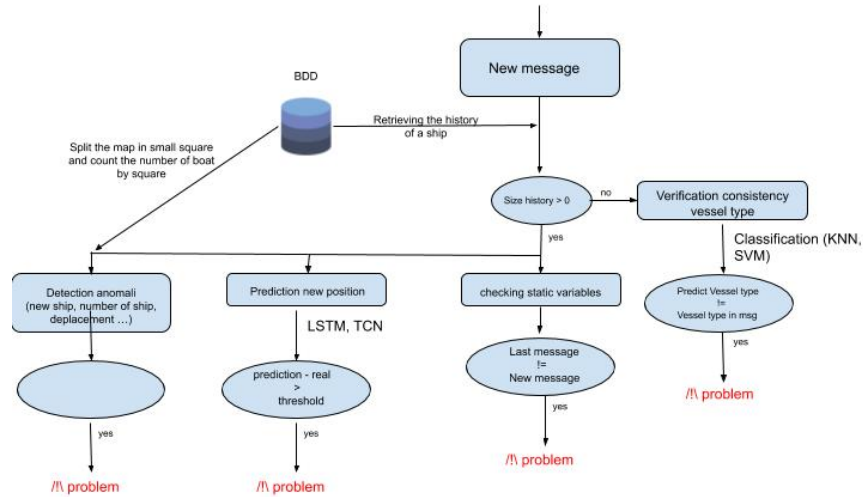 New message
BDD
Retrieving the history
of a ship
Split the map in small square
and count the number of boat
by square
Size history > 0
no
Verification consistency
vessel type
yes
Classification (KNN,
SVM)
Detection anomali
(new ship, number of ship,
deplacement ...)
Prediction new position
checking static variables
Predict Vessel type
!=
Vessel type in msg
LSTM, TCN
Last message
!=
New message
prediction - real
>
threshold
yes
/!\ problem
yes
yes
yes
/!\ problem
/!\ problem
/!\ problem